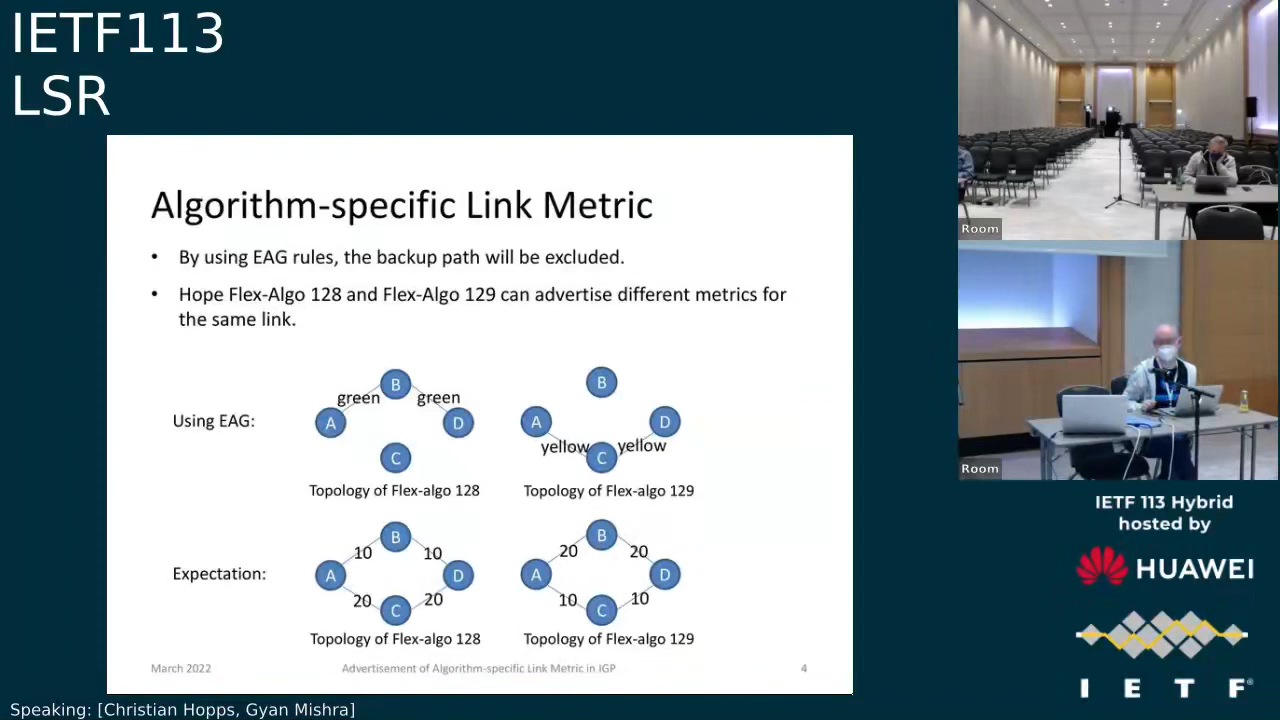 IETF113
LSR
Algorithm-specific Link Metric
• By using EAG rules, the backup path will be excluded.
• Hope Flex-Algo 128 and Flex-Algo 129 can advertise different metrics for
the same link.
Using EAG:
B
green green
A D
C
Topology of Flex-algo 128
B
A D
yellow yellow
C
Topology of Flex-algo 129
Expectation:
B
10 10
A D
20 20
C
Topology of Flex-algo 128
B
20 20
A D
10 10
C
Topology of Flex-algo 129
March 2022 Advertisement of Algorithm-specific Link Metric in IGP 4
Room
Room
IETF 113 Hybrid
hosted by
HUAWEI
I E T F®
Speaking: [Christian Hopps, Gyan Mishra]